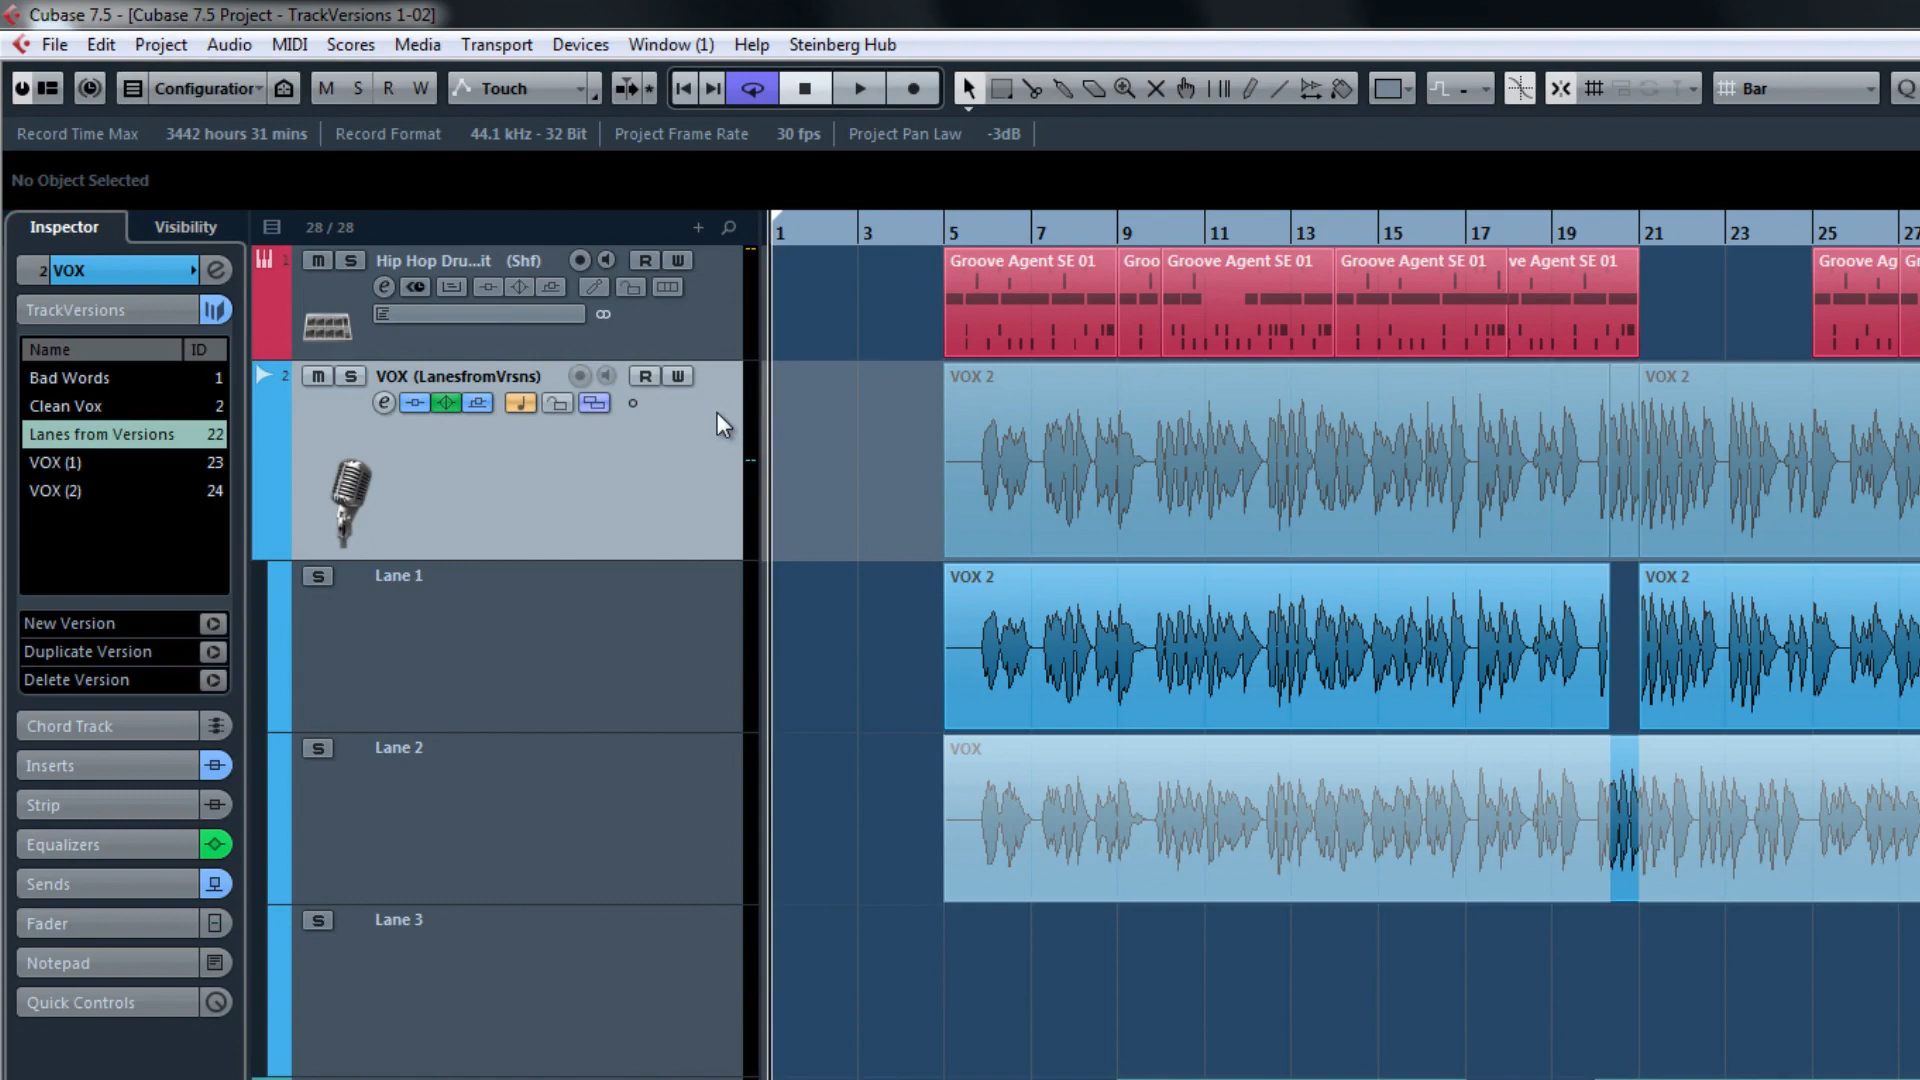 Cubase 7.5 - [Cubase 7.5 Project - TrackVersions 1-02]
File Edit Project Audio MIDI Scores Media Transport Devices Window (1) Help Steinberg Hub
Configuration M S R W Touch Bar Q
Record Time Max 3442 hours 31 mins Record Format 44.1 kHz - 32 Bit Project Frame Rate 30 fps Project Pan Law -3dB
No Object Selected
Inspector Visibility 28 / 28 1 3 5 7 9 11 13 15 17 19 21 23 25 27
1 m S Hip Hop Dru...it (Shf) R W Groove Agent SE 01 Groo Groove Agent SE 01 Groove Agent SE 01 ve Agent SE 01 Groove Ag Gr
2 VOX e
e
TrackVersions
Name ID
Bad Words 1
Clean Vox 2
Lanes from Versions 22
VOX (1) 23
VOX (2) 24
2 m S VOX (LanesfromVrsns) R W VOX 2 VOX 2
e
S Lane 1 VOX 2 VOX 2
New Version
Duplicate Version
Delete Version
Chord Track
S Lane 2 VOX
Inserts
Strip
Equalizers
Sends
S Lane 3
Fader
Notepad
Quick Controls